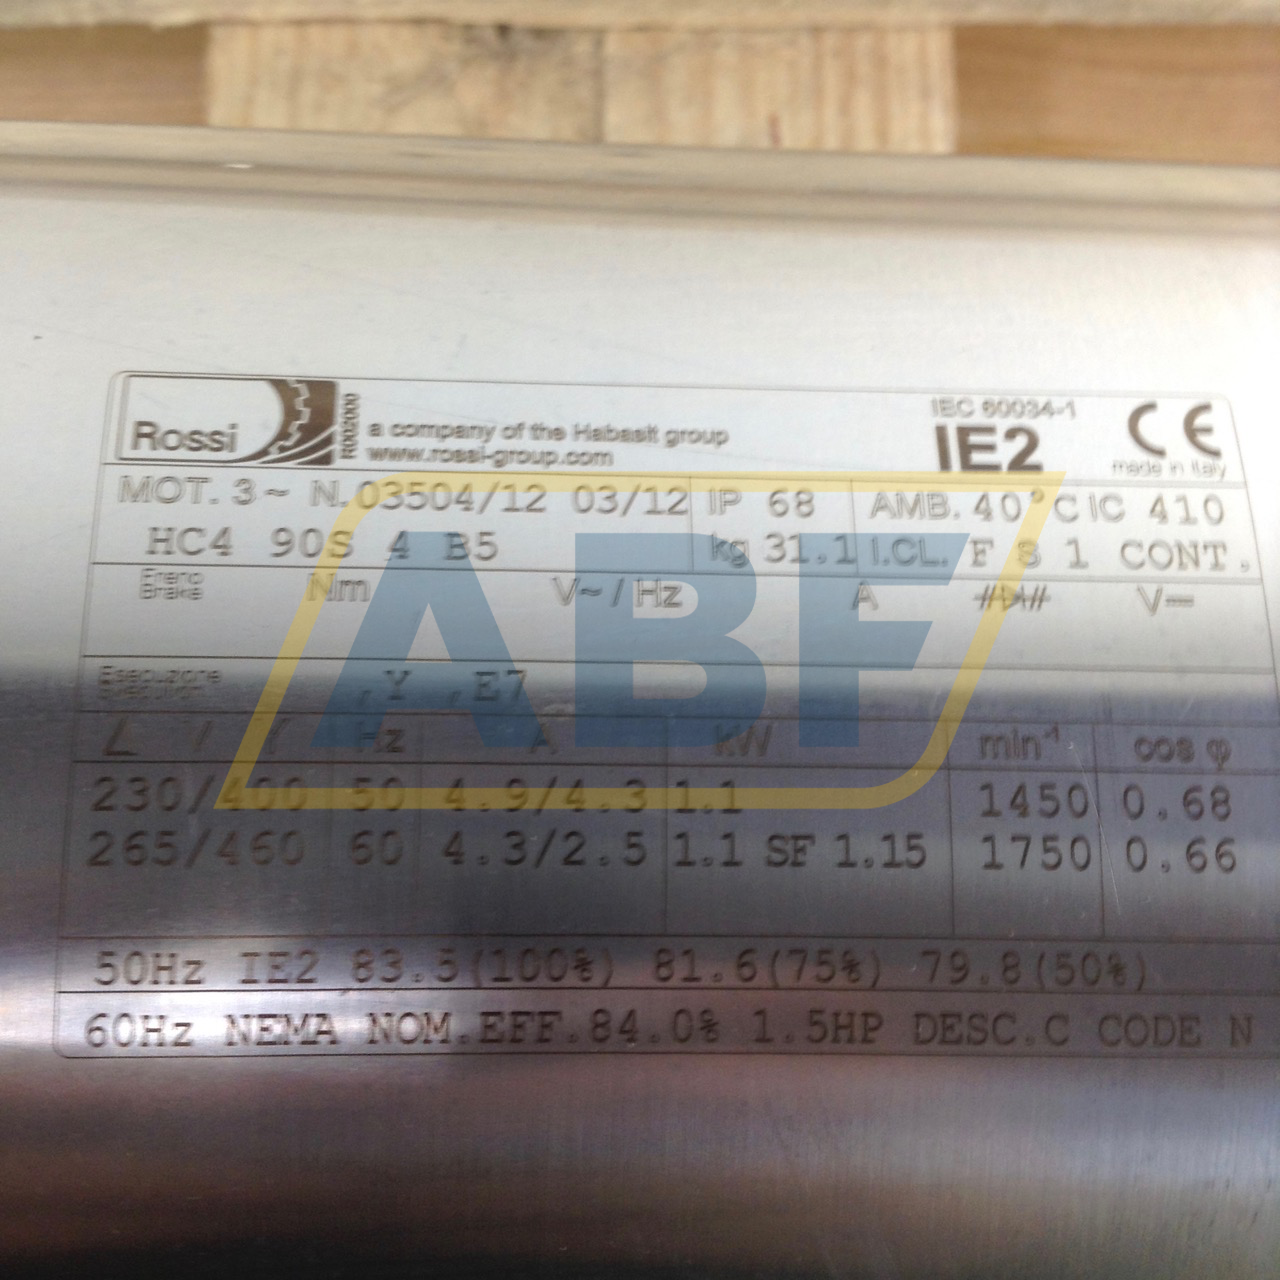 Rossi
R002000
a company of the Habasit group
www.rossi-group.com
IEC 60034-1
IE2
CE
made in Italy
MOT. 3~ N.03504/12 03/12 IP 68 AMB. 40°C IC 410
HC4 90S 4 B5 kg 31.1 I.CL. F S 1 CONT.
Freno Nm V~/Hz A V
Brake
Esecuzione ,Y ,E7
Execution
/ Y Hz A kW min-1 cos φ
230/400 50 4.9/4.3 1.1 1450 0.68
265/460 60 4.3/2.5 1.1 SF 1.15 1750 0.66
50Hz IE2 83.5(100%) 81.6(75%) 79.8(50%)
60Hz NEMA NOM.EFF.84.0% 1.5HP DESC.C CODE N
ABF